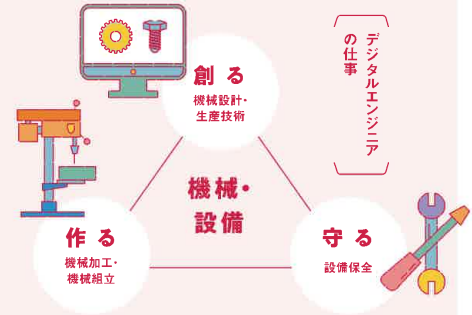 デジタルエンジニア
の仕事
創る
機械設計・
生産技術
機械・
設備
作る
機械加工・
機械組立
守る
設備保全